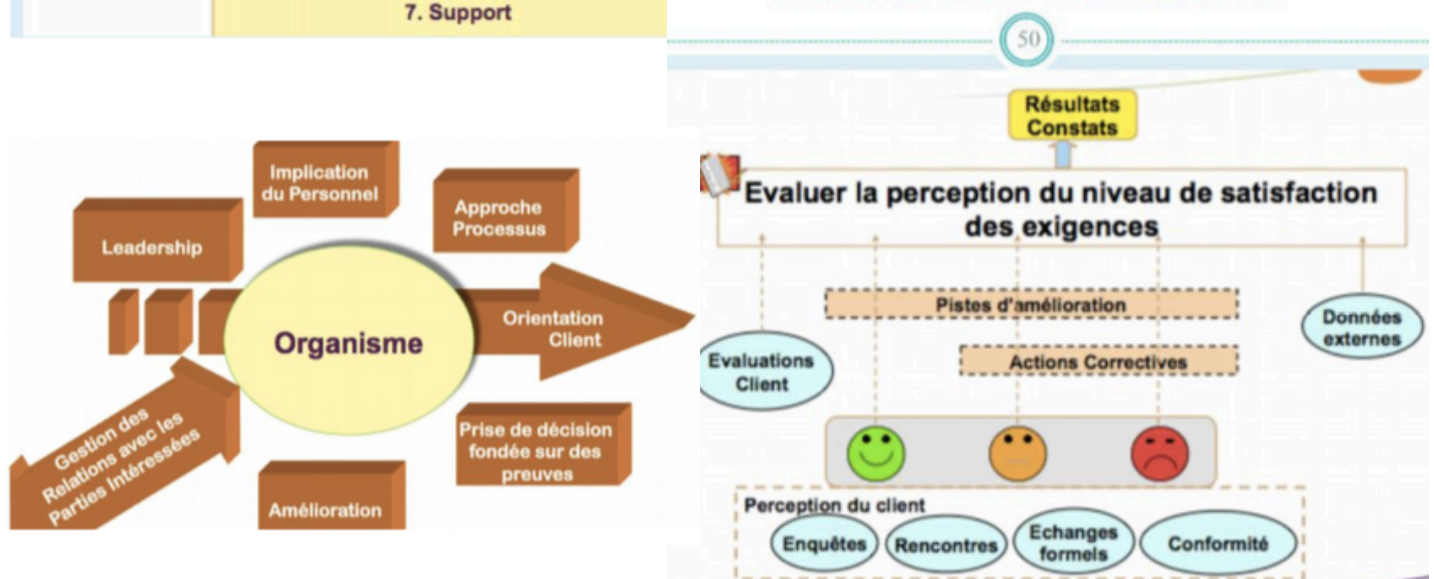 7. Support
Implication
du Personnel
Leadership
Approche
Processus
Organisme
Orientation
Client
Gestion des
Relations avec les
Parties Intéressées
Prise de décision
fondée sur des
preuves
Amélioration
50
Résultats
Constats
Evaluer la perception du niveau de satisfaction
des exigences
Pistes d'amélioration
Données
externes
Evaluations
Client
Actions Correctives
Perception du client
Enquêtes
Rencontres
Echanges
formels
Conformité